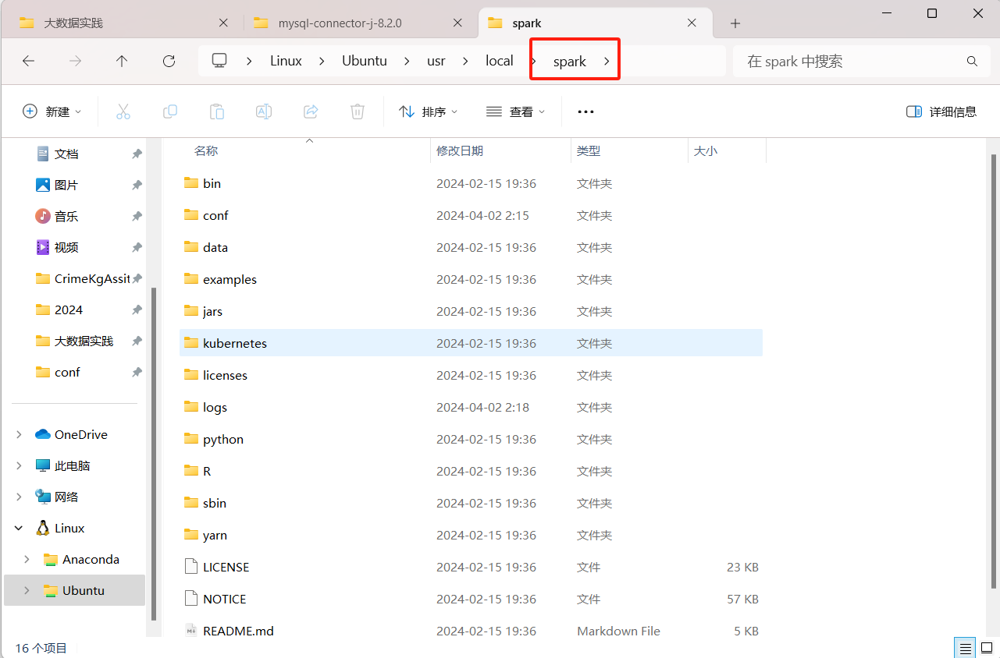 大数据实践
mysql-connector-j-8.2.0
spark
Linux Ubuntu usr local spark
在 spark 中搜索
新建 排序 查看 详细信息
名称 修改日期 类型 大小
文档
图片
音乐
视频
CrimeKgAssit
2024
大数据实践
conf
OneDrive
此电脑
网络
Linux
Anaconda
Ubuntu
bin 2024-02-15 19:36 文件夹
conf 2024-04-02 2:15 文件夹
data 2024-02-15 19:36 文件夹
examples 2024-02-15 19:36 文件夹
jars 2024-02-15 19:36 文件夹
kubernetes 2024-02-15 19:36 文件夹
licenses 2024-02-15 19:36 文件夹
logs 2024-04-02 2:18 文件夹
python 2024-02-15 19:36 文件夹
R 2024-02-15 19:36 文件夹
sbin 2024-02-15 19:36 文件夹
yarn 2024-02-15 19:36 文件夹
LICENSE 2024-02-15 19:36 文件 23 KB
NOTICE 2024-02-15 19:36 文件 57 KB
README.md 2024-02-15 19:36 Markdown File 5 KB
16 个项目